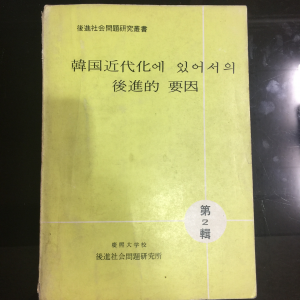 後進社会問題研究叢書
韓国近代化에 있어서의
後進的 要因
第
2
輯
慶熙大学校
後進社会問題研究所